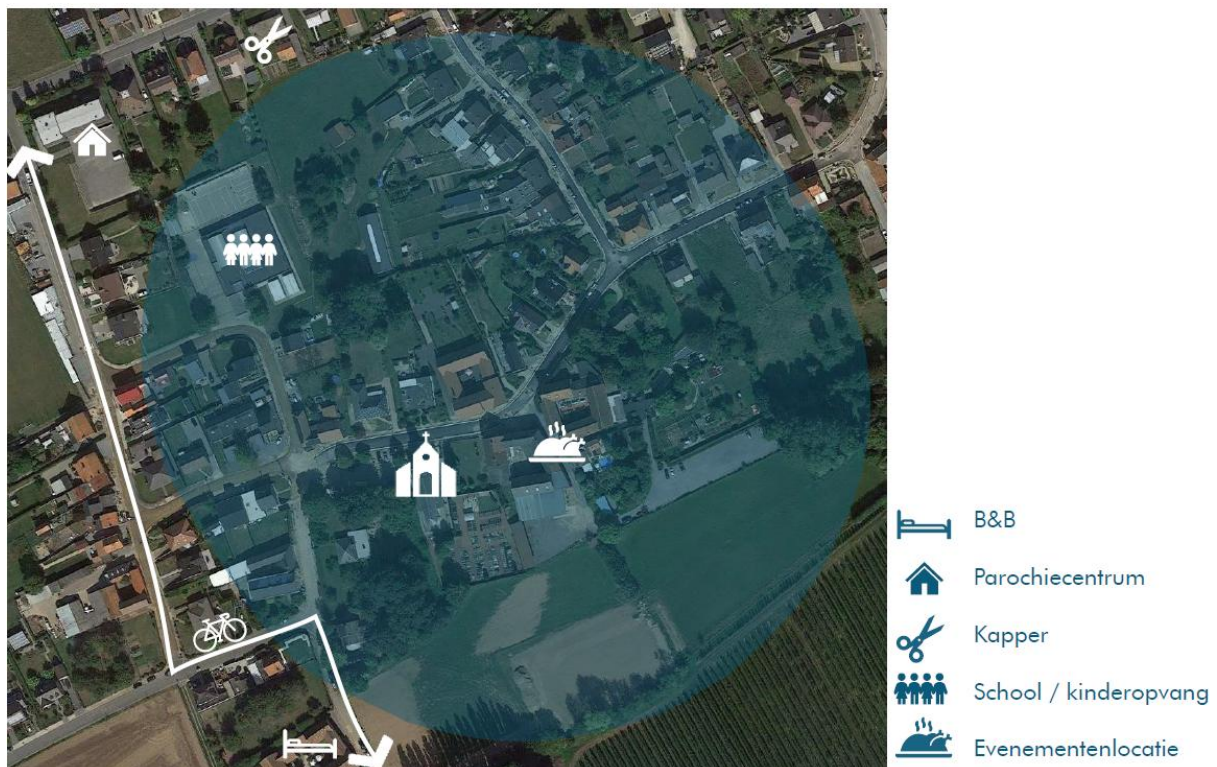 B&B
Parochiecentrum
Kapper
School / kinderopvang
Evenementenlocatie